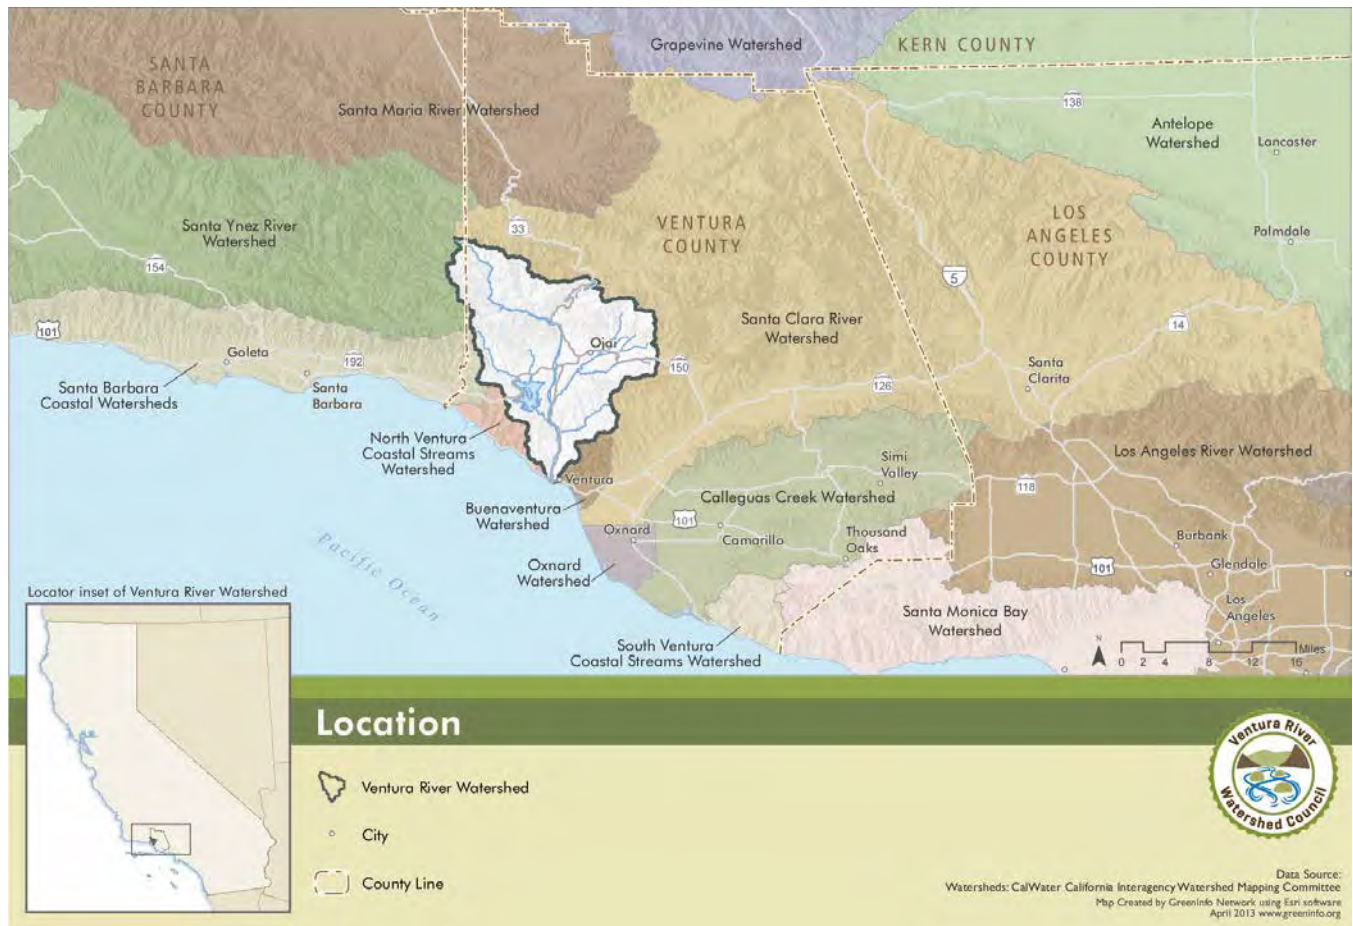 Grapevine Watershed
KERN COUNTY
SANTA
BARBARA
COUNTY
Santa Maria River Watershed
138
Antelope
Watershed
Lancaster
Santa Ynez River
Watershed
33
VENTURA
COUNTY
LOS
ANGELES
COUNTY
Palmdale
154
5
101
Goleta
192
Ojai
150
Santa Clara River
Watershed
14
126
Santa
Clarita
Santa Barbara
Coastal Watersheds
Santa
Barbara
North Ventura
Coastal Streams
Watershed
Los Angeles River Watershed
Simi
Valley
Ventura
Calleguas Creek Watershed
118
Buenaventura
Watershed
101
Oxnard
Camarillo
Thousand
Oaks
Burbank
Pacific Ocean
Oxnard
Watershed
101
Glendale
Locator inset of Ventura River Watershed
Santa Monica Bay
Watershed
Los
Angeles
South Ventura
Coastal Streams Watershed
N
0 2 4 8 12 16 Miles
Location
Ventura River Watershed
City
County Line
Ventura River
Watershed Council
Data Source:
Watersheds: CalWater California Interagency Watershed Mapping Committee
Map Created by GreenInfo Network using Esri software
April 2013 www.greeninfo.org